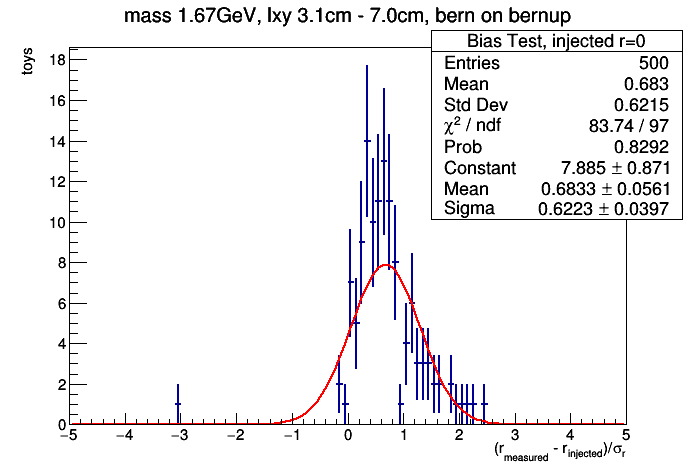 mass 1.67GeV, lxy 3.1cm - 7.0cm, bern on bernup
Bias Test, injected r=0
Entries 500
Mean 0.683
Std Dev 0.6215
χ² / ndf 83.74 / 97
Prob 0.8292
Constant 7.885 ± 0.871
Mean 0.6833 ± 0.0561
Sigma 0.6223 ± 0.0397
toys
18
16
14
12
10
8
6
4
2
0
−5 −4 −3 −2 −1 0 1 2 3 4 5
(r_measured - r_injected)/σ_r